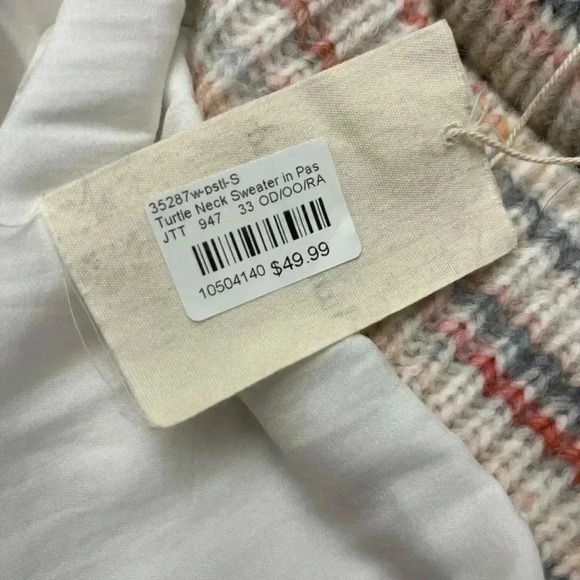 35287w-pstl-S
Turtle Neck Sweater in Pas
JTT 947 33 OD/OO/RA
10504140 $49.99